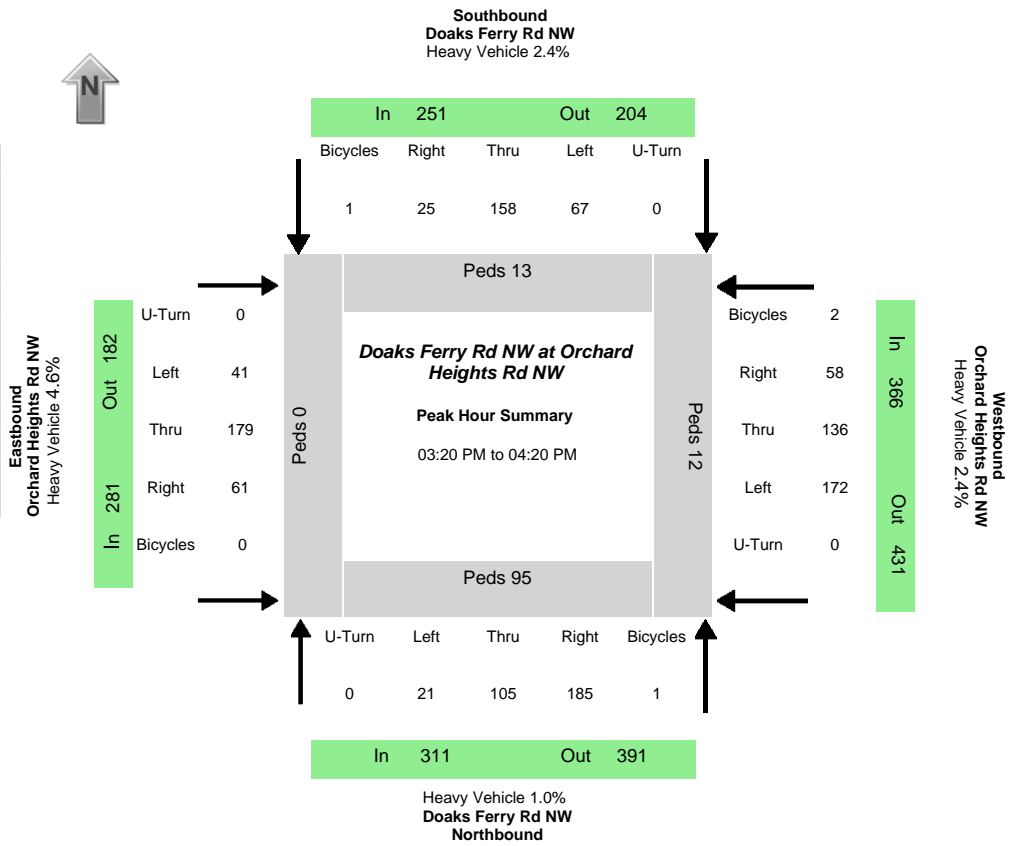 Southbound
Doaks Ferry Rd NW
Heavy Vehicle 2.4%
N
In 251 Out 204
Bicycles Right Thru Left U-Turn
1 25 158 67 0
Peds 13
Eastbound
Orchard Heights Rd NW
Heavy Vehicle 4.6%
In 281 Out 182
U-Turn 0
Left 41
Thru 179
Right 61
Bicycles 0
Peds 0
Doaks Ferry Rd NW at Orchard
Heights Rd NW
Peak Hour Summary
03:20 PM to 04:20 PM
Peds 12
Bicycles 2
Right 58
Thru 136
Left 172
U-Turn 0
In 366 Out 431
Westbound
Orchard Heights Rd NW
Heavy Vehicle 2.4%
Peds 95
U-Turn Left Thru Right Bicycles
0 21 105 185 1
In 311 Out 391
Heavy Vehicle 1.0%
Doaks Ferry Rd NW
Northbound